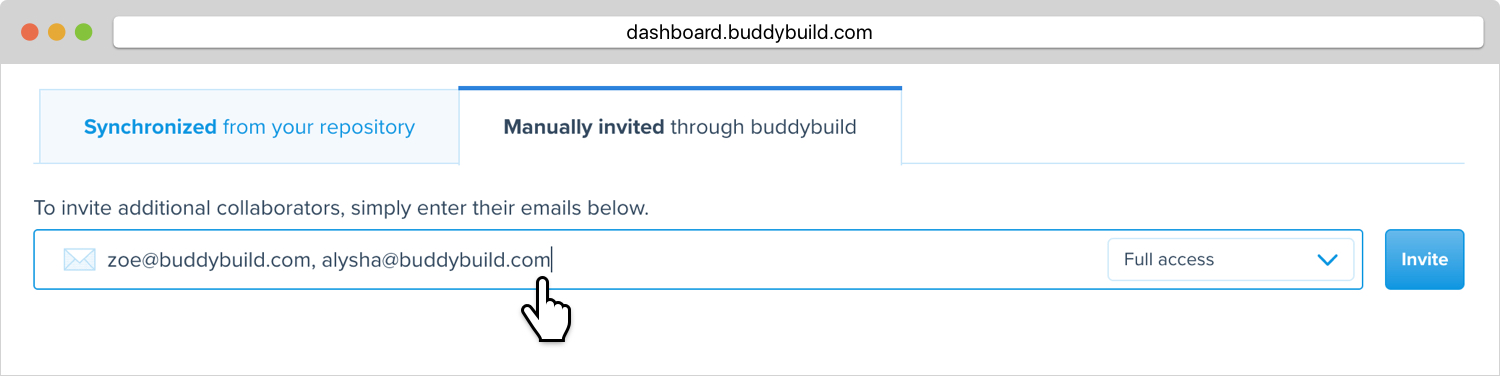 dashboard.buddybuild.com
Synchronized from your repository
Manually invited through buddybuild
To invite additional collaborators, simply enter their emails below.
zoe@buddybuild.com, alysha@buddybuild.com
Full access
Invite